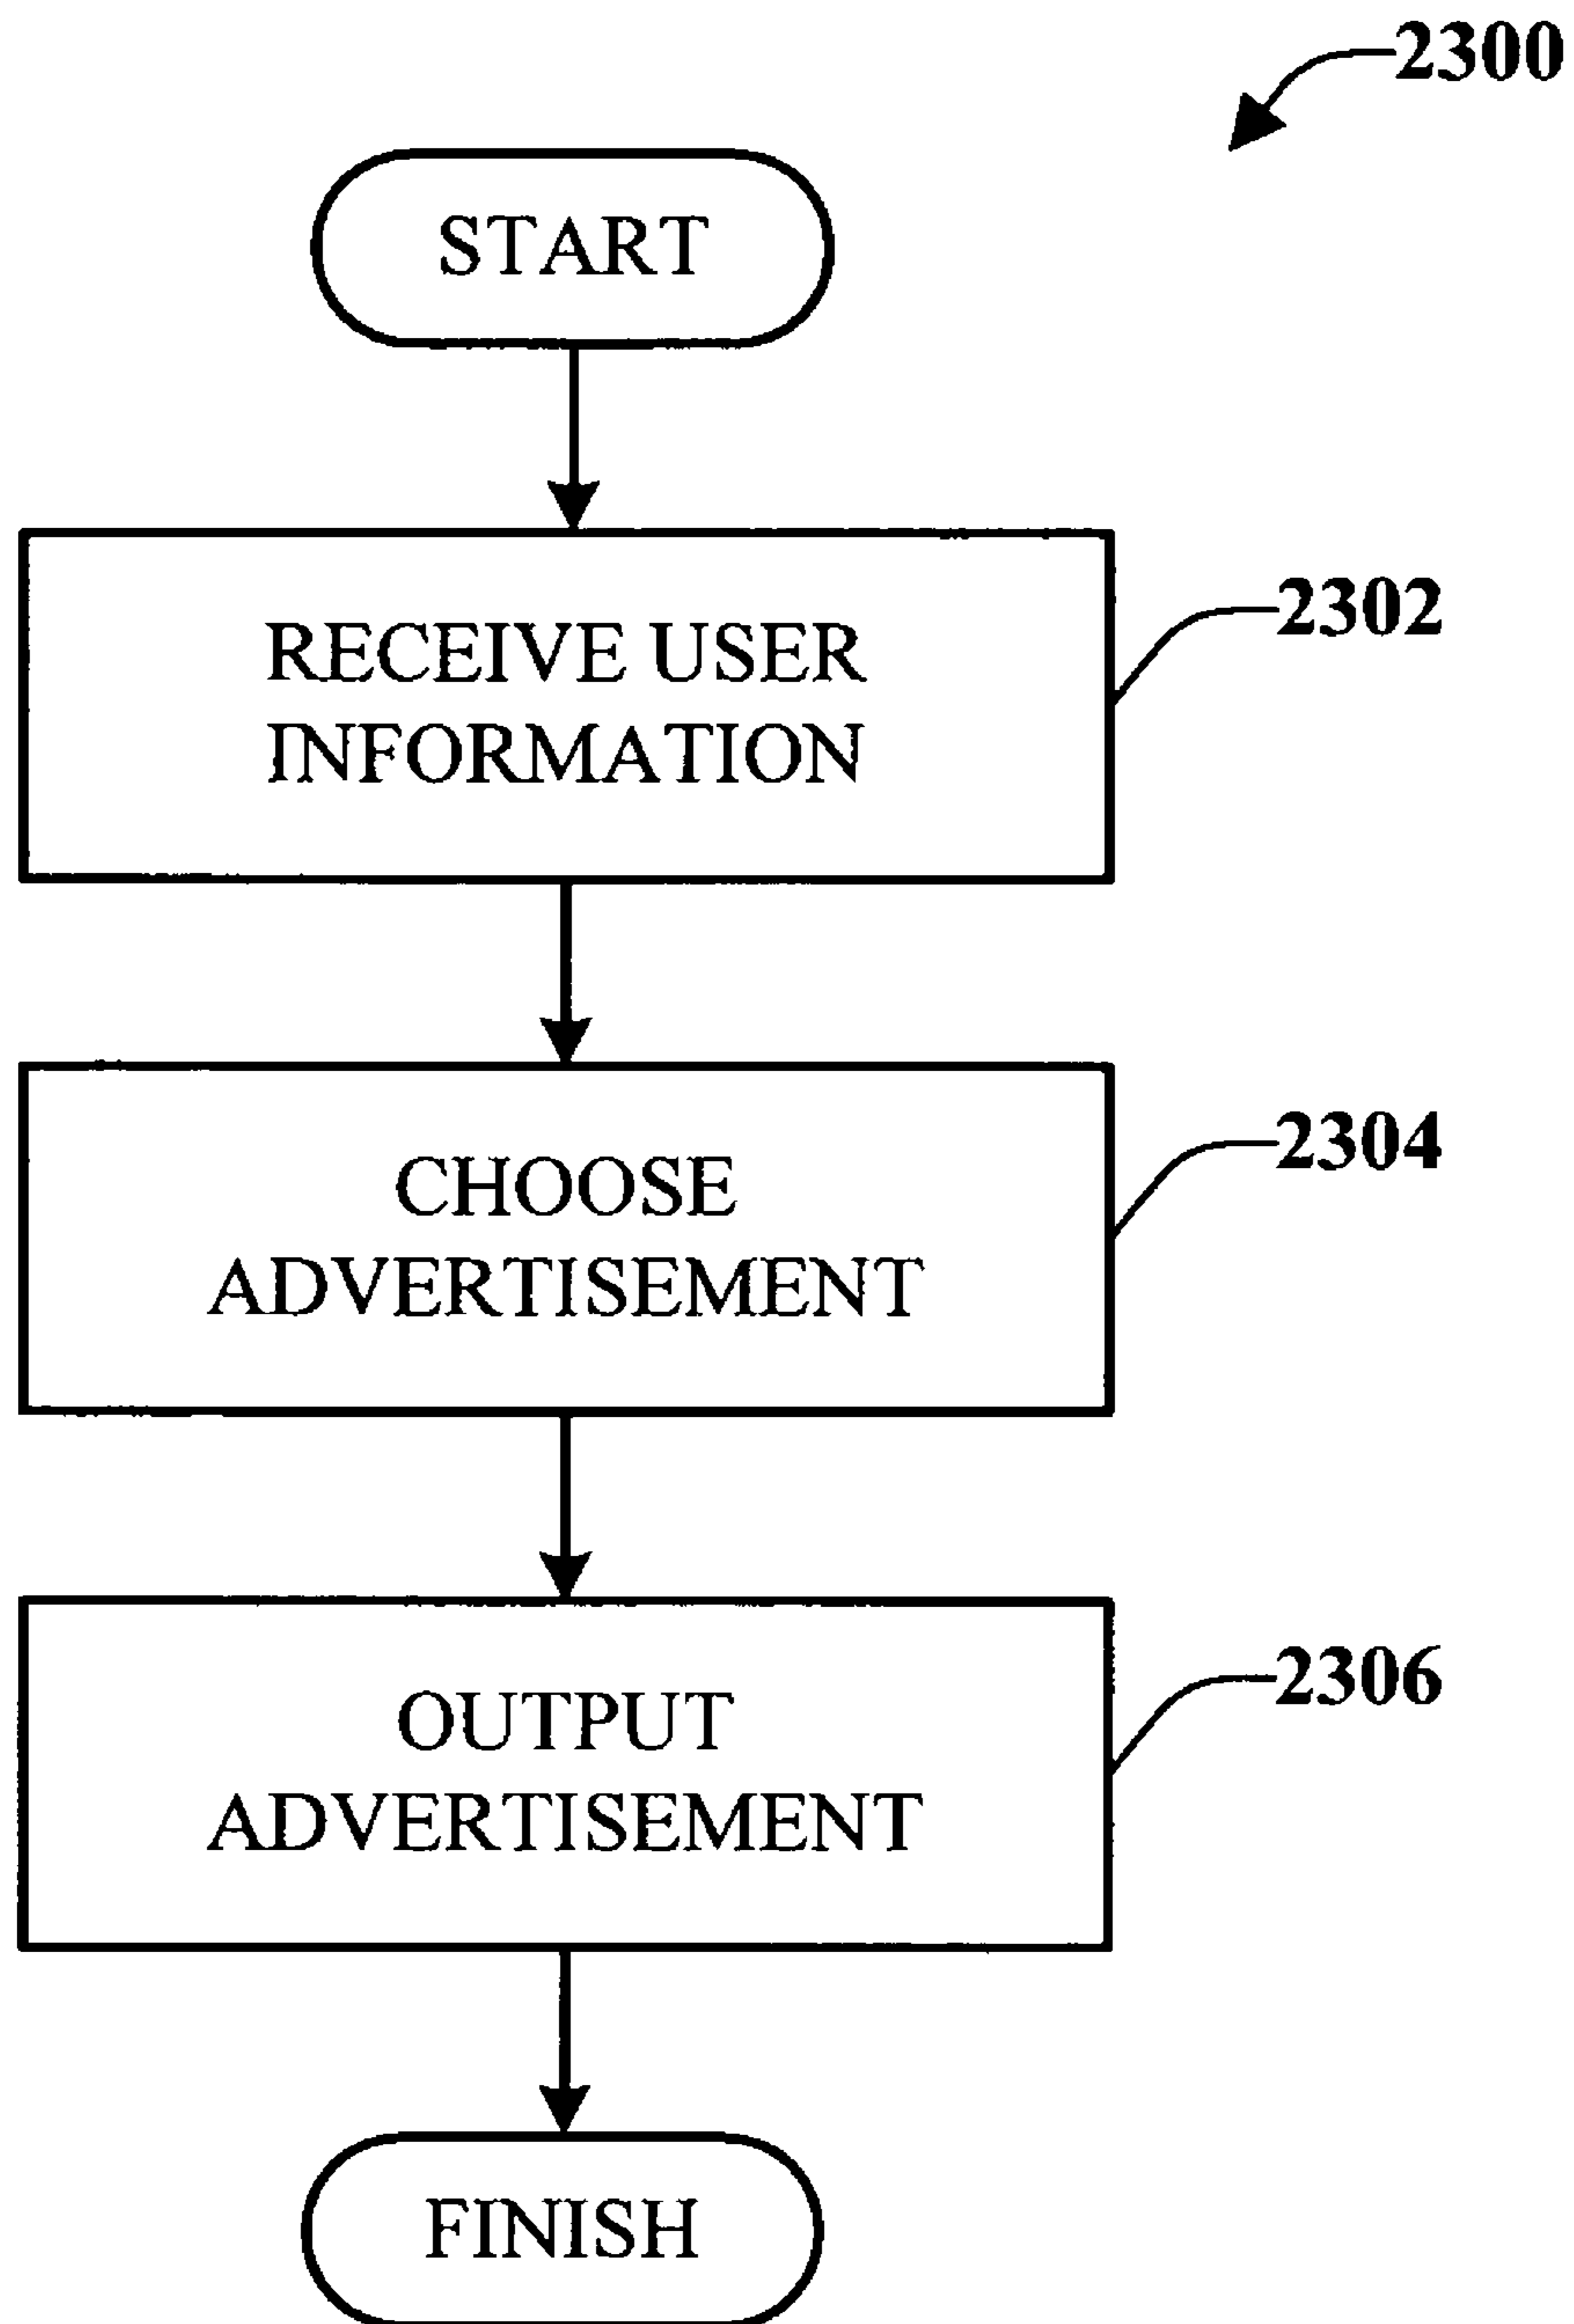 2300
START
RECEIVE USER
INFORMATION
2302
CHOOSE
ADVERTISEMENT
2304
OUTPUT
ADVERTISEMENT
2306
FINISH